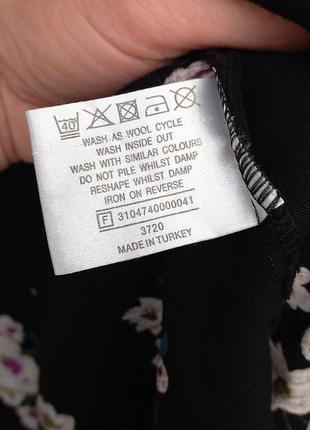 40
WASH AS WOOL CYCLE
WASH INSIDE OUT
WASH WITH SIMILAR COLOURS
DO NOT PILE WHILST DAMP
RESHAPE WHILST DAMP
IRON ON REVERSE
F 3104740000041
3720
MADE IN TURKEY